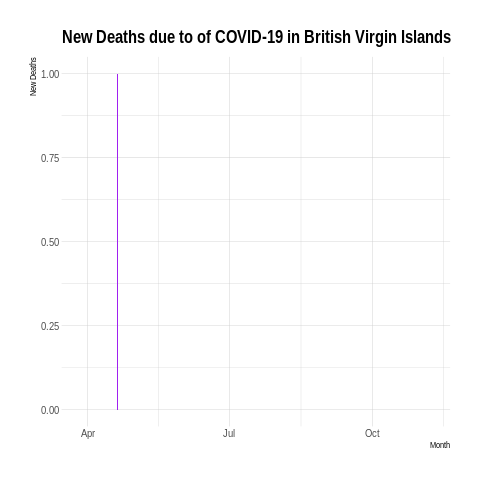 New Deaths due to of COVID-19 in British Virgin Islands
New Deaths
1.00
0.75
0.50
0.25
0.00
Apr
Jul
Oct
Month